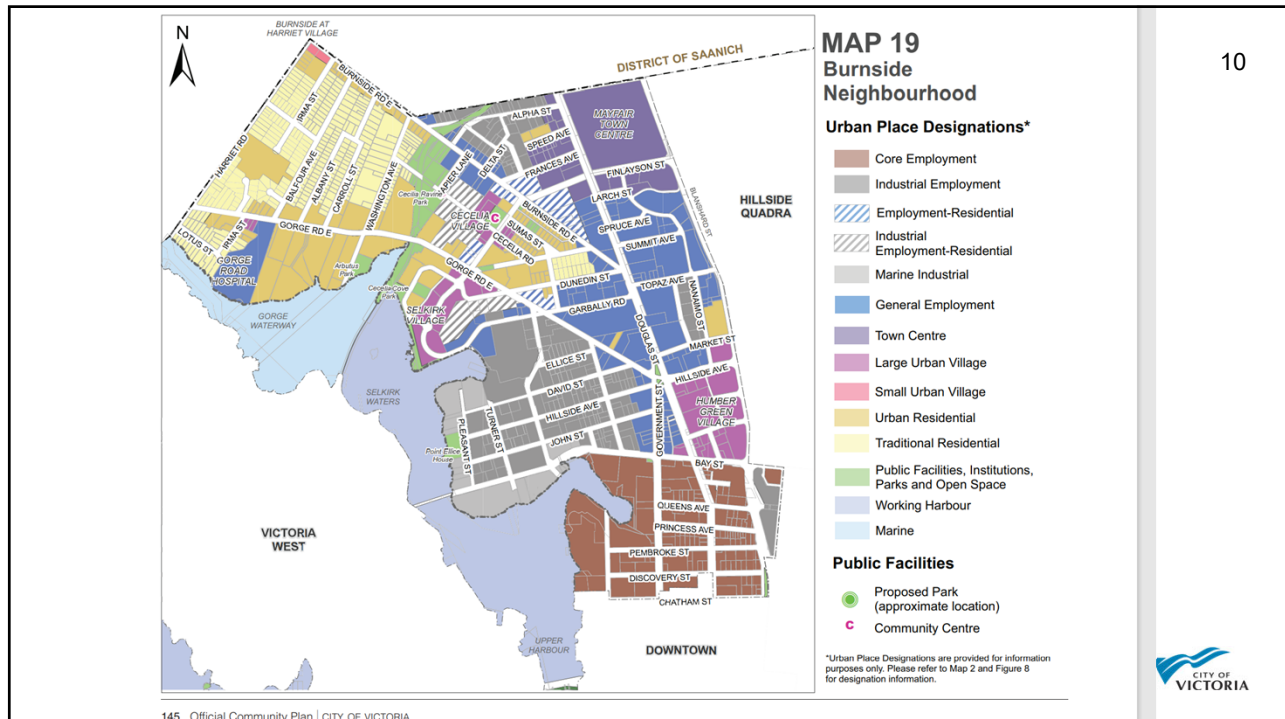 BURNSIDE AT
HARRIET VILLAGE
N
DISTRICT OF SAANICH
BURNSIDE RD E
IRMA ST
HARRIET RD
BALFOUR AVE
ALBANY ST
CARROLL ST
WASHINGTON AVE
Cecilia Ravine
Park
ALPHA ST
DELTA ST
SPEED AVE
FRANCES AVE
MAYFAIR
TOWN
CENTRE
FINLAYSON ST
LARCH ST
BLANSHARD ST
HILLSIDE
QUADRA
CECELIA
VILLAGE
C
BURNSIDE RD E
SUMAS ST
CECELIA RD
SPRUCE AVE
SUMMIT AVE
GORGE RD E
LOTUS ST
IRMA ST
GORGE
ROAD
HOSPITAL
Arbutus
Park
Cecelia Cove
Park
GORGE RD E
DUNEDIN ST
TOPAZ AVE
NANAIMO ST
GARBALLY RD
SELKIRK
VILLAGE
GORGE
WATERWAY
DOUGLAS ST
MARKET ST
ELLICE ST
HILLSIDE AVE
DAVID ST
SELKIRK
WATERS
HILLSIDE AVE
GOVERNMENT ST
HUMBER
GREEN
VILLAGE
TURNER ST
PLEASANT ST
JOHN ST
Point Ellice
House
BAY ST
QUEENS AVE
PRINCESS AVE
VICTORIA
WEST
PEMBROKE ST
DISCOVERY ST
CHATHAM ST
UPPER
HARBOUR
DOWNTOWN
MAP 19
Burnside
Neighbourhood
Urban Place Designations*
Core Employment
Industrial Employment
Employment-Residential
Industrial
Employment-Residential
Marine Industrial
General Employment
Town Centre
Large Urban Village
Small Urban Village
Urban Residential
Traditional Residential
Public Facilities, Institutions,
Parks and Open Space
Working Harbour
Marine
Public Facilities
Proposed Park
(approximate location)
C Community Centre
*Urban Place Designations are provided for information
purposes only. Please refer to Map 2 and Figure 8
for designation information.
145 Official Community Plan | CITY OF VICTORIA
10
CITY OF
VICTORIA